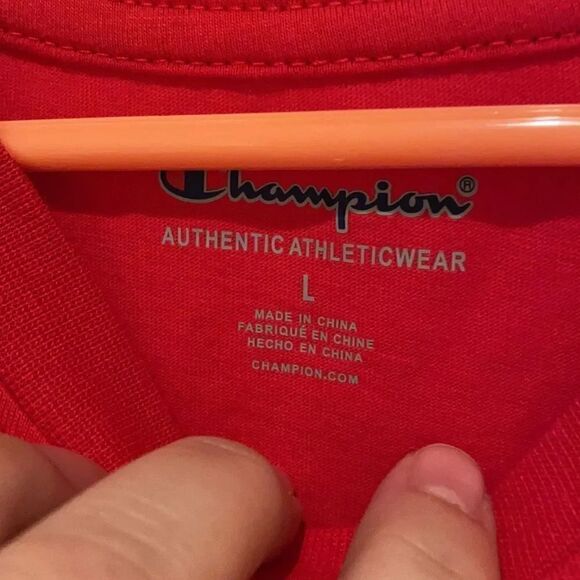 Champion®
AUTHENTIC ATHLETICWEAR
L
MADE IN CHINA
FABRIQUÉ EN CHINE
HECHO EN CHINA
CHAMPION.COM